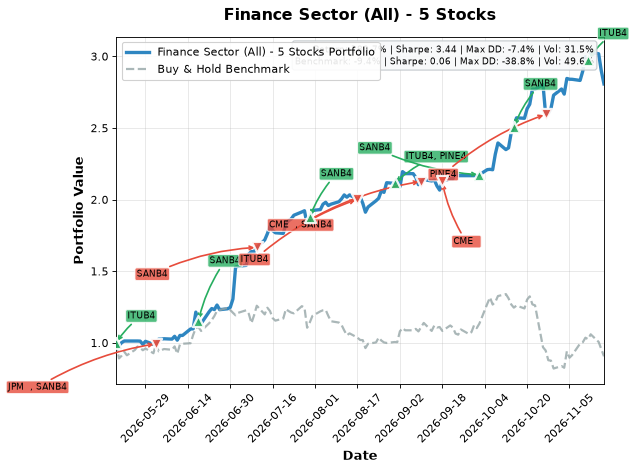 Finance Sector (All) - 5 Stocks
ITUB4
Finance Sector (All) - 5 Stocks Portfolio
% | Sharpe: 3.44 | Max DD: -7.4% | Vol: 31.5%
Buy & Hold Benchmark
| Sharpe: 0.06 | Max DD: -38.8% | Vol: 49.6
3.0
SANB4
2.5
SANB4
ITUB4, PINE4
SANB4
PINE4
2.0
CME , SANB4
CME
SANB4
ITUB4
SANB4
1.5
ITUB4
1.0
JPM , SANB4
Portfolio Value
2026-05-29
2026-06-14
2026-06-30
2026-07-16
2026-08-01
2026-08-17
2026-09-02
2026-09-18
2026-10-04
2026-10-20
2026-11-05
Date